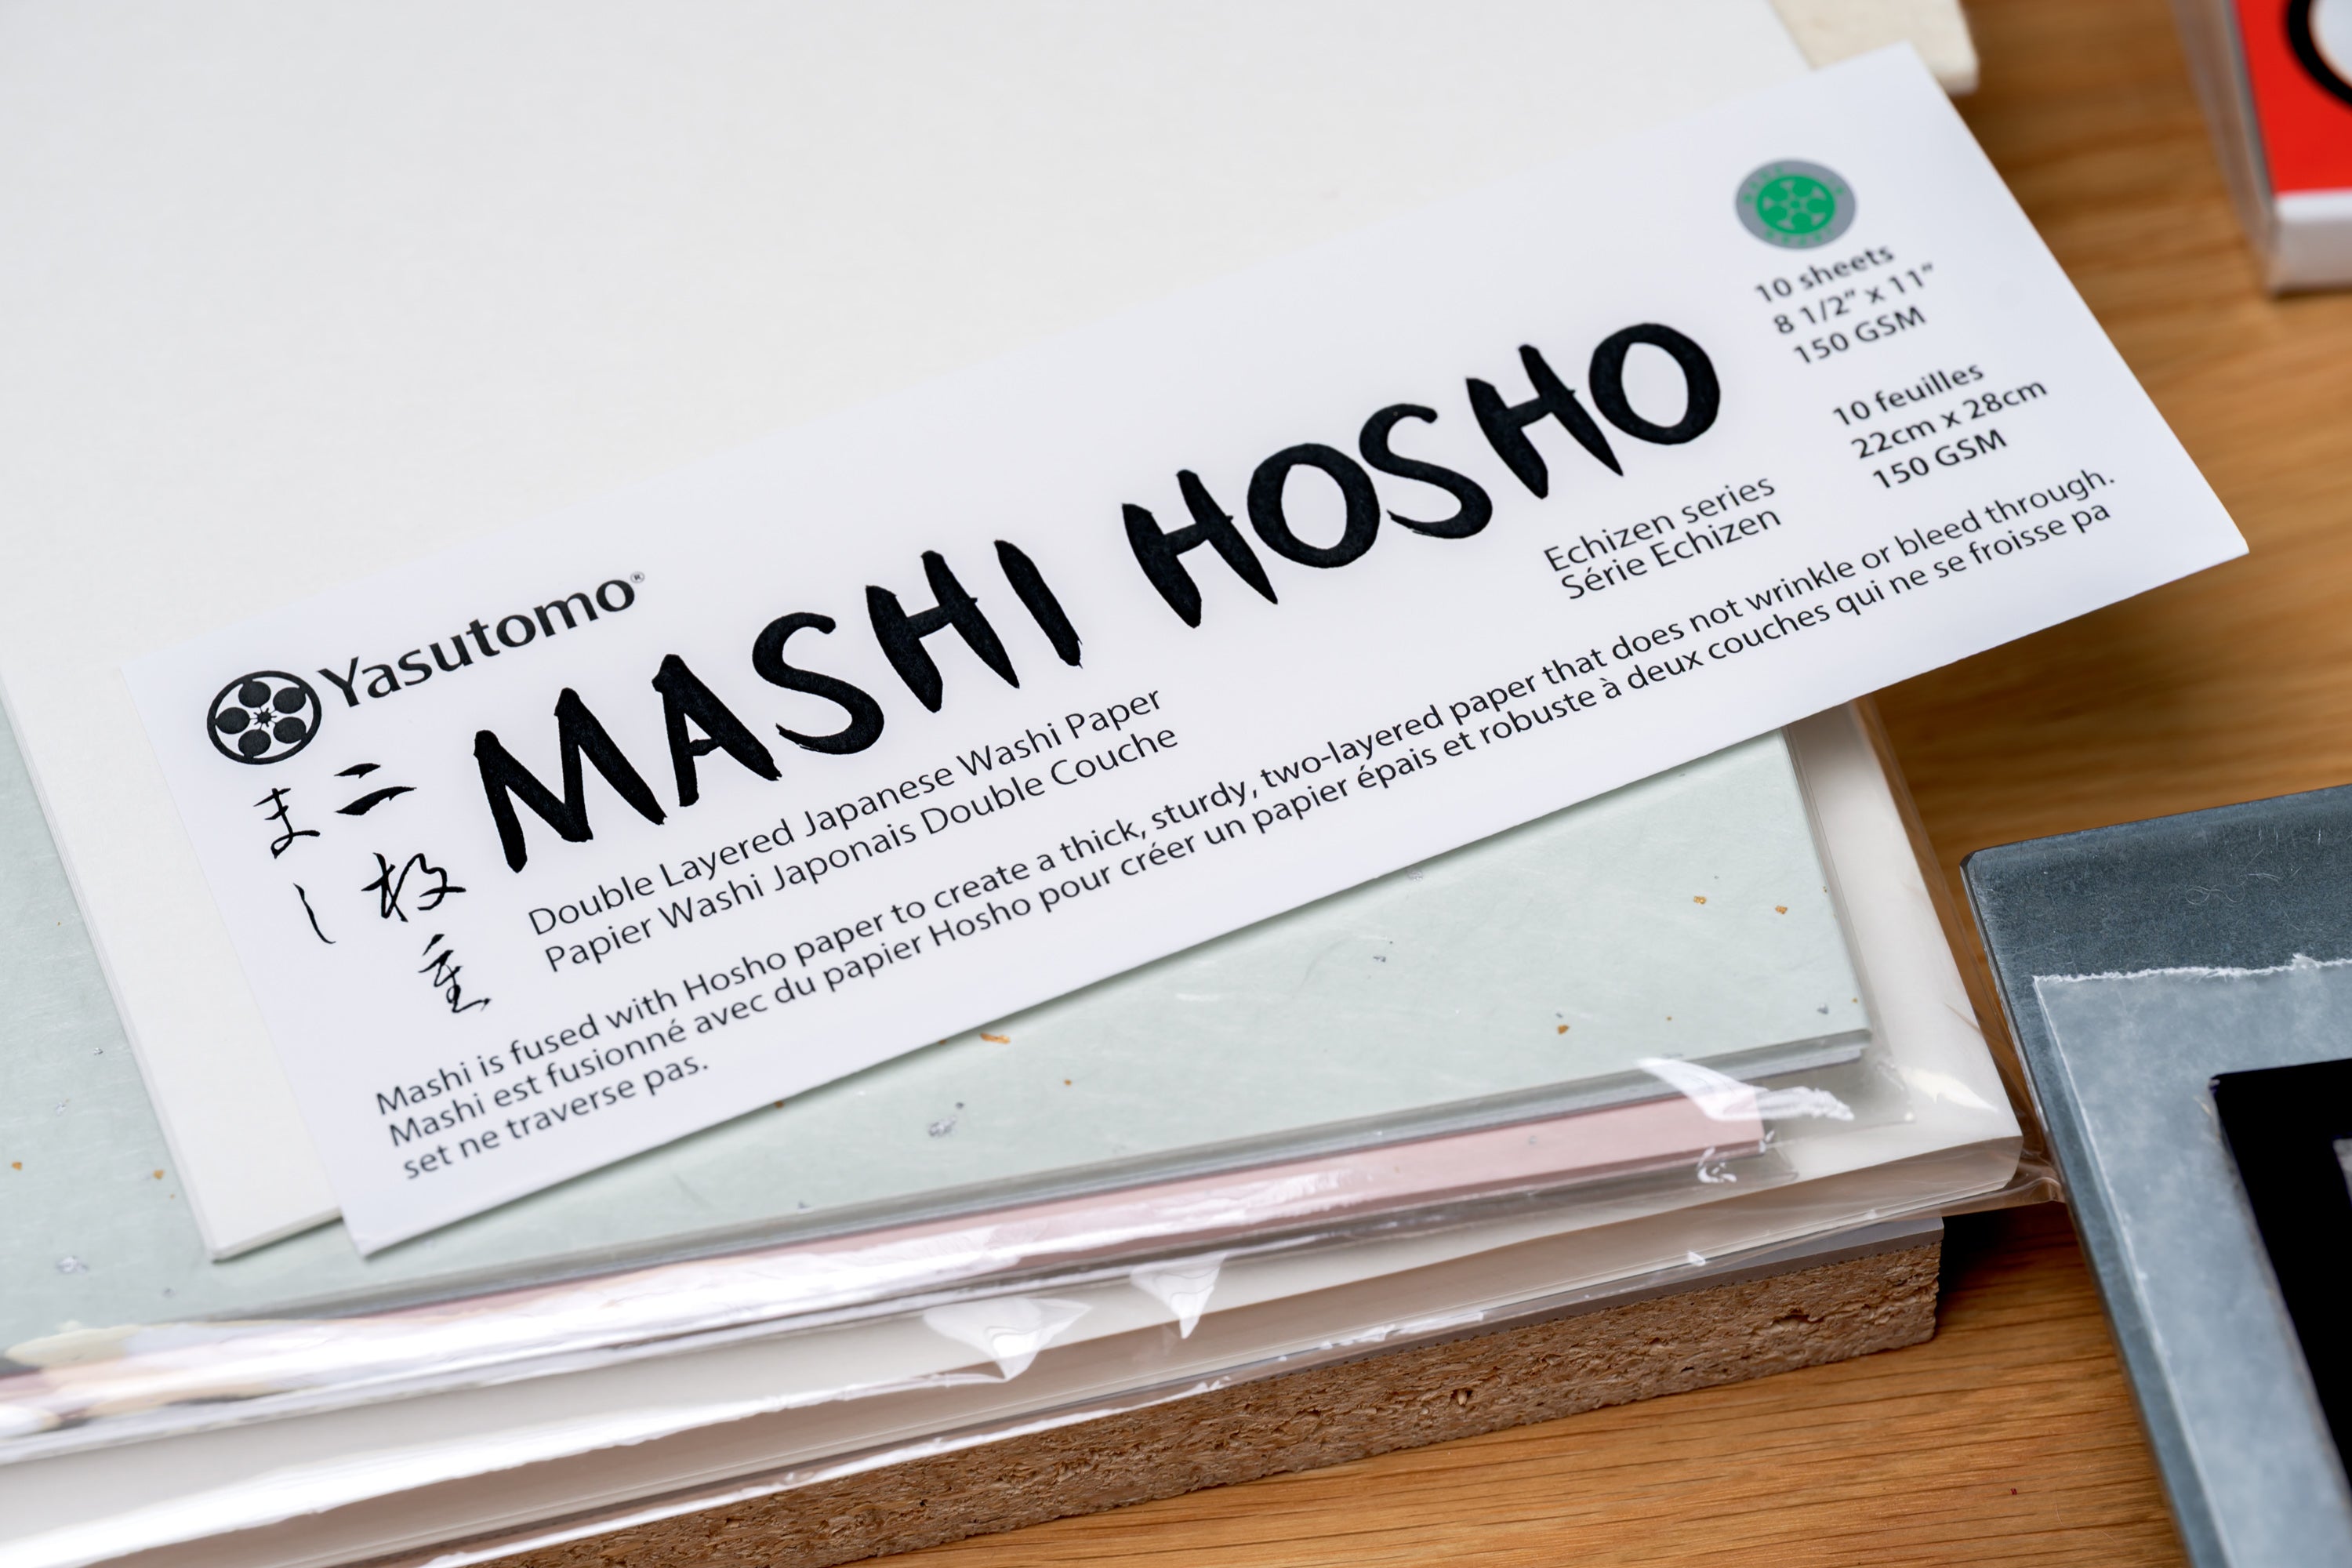 Yasutomo®
二枚重
まし
MASHI HOSHO
Double Layered Japanese Washi Paper
Papier Washi Japonais Double Couche
Echizen series
Série Echizen
10 sheets
8 1/2" x 11"
150 GSM
10 feuilles
22cm x 28cm
150 GSM
Mashi is fused with Hosho paper to create a thick, sturdy, two-layered paper that does not wrinkle or bleed through.
Mashi est fusionné avec du papier Hosho pour créer un papier épais et robuste à deux couches qui ne se froisse pa
set ne traverse pas.